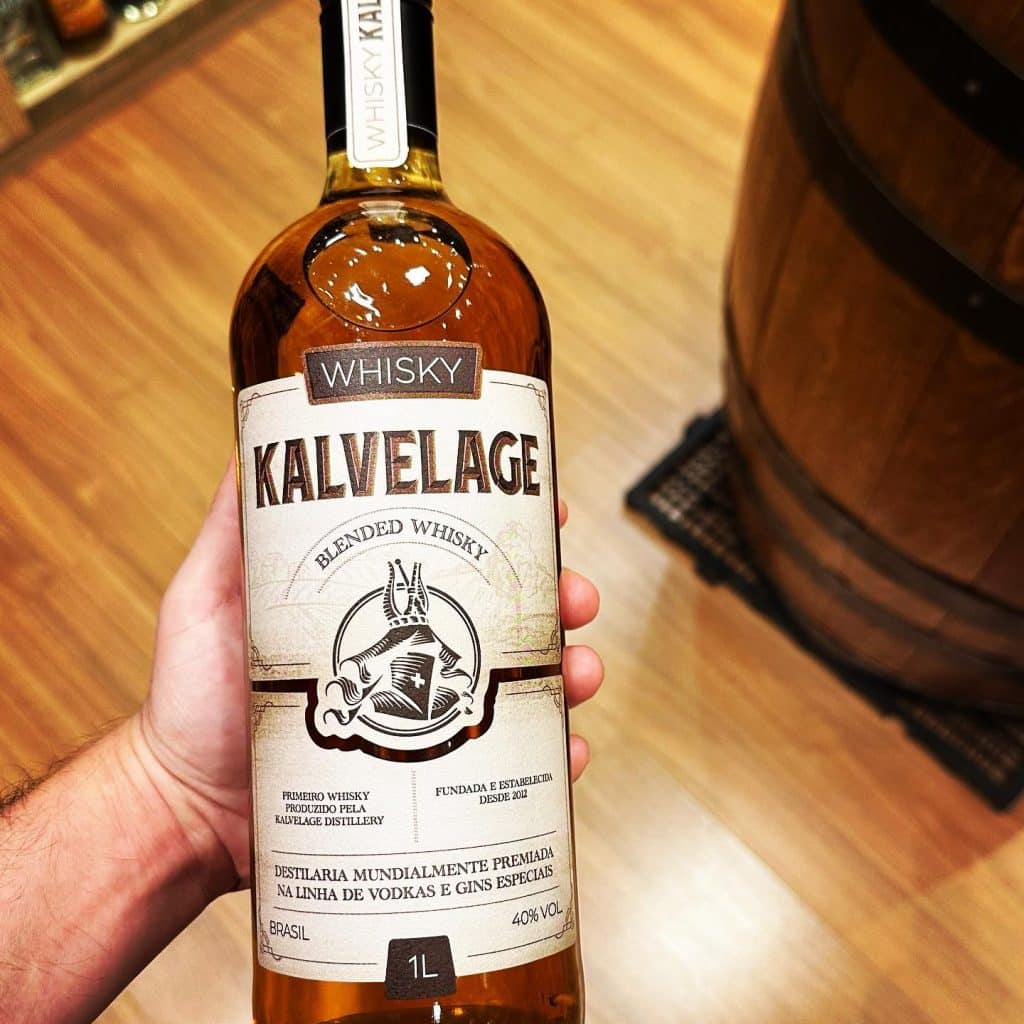 WHISKY KAL
WHISKY
KALVELAGE
BLENDED WHISKY
PRIMEIRO WHISKY
PRODUZIDO PELA
KALVELAGE DISTILLERY
FUNDADA E ESTABELECIDA
DESDE 2012
DESTILARIA MUNDIALMENTE PREMIADA
NA LINHA DE VODKAS E GINS ESPECIAIS
BRASIL
40% VOL
1L